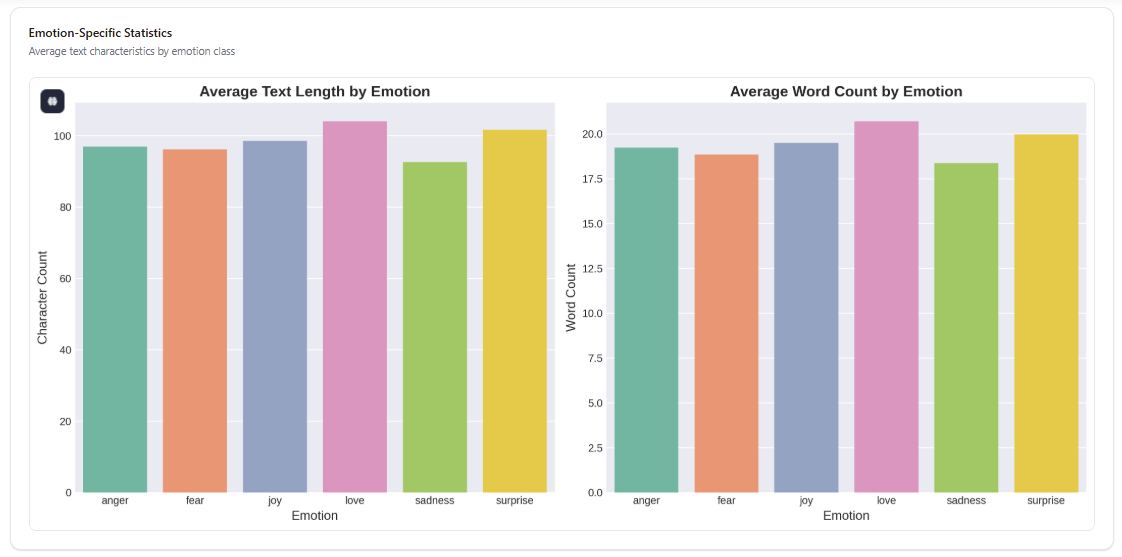 Emotion-Specific Statistics
Average text characteristics by emotion class
Average Text Length by Emotion
Character Count
100
80
60
40
20
0
anger fear joy love sadness surprise
Emotion
Average Word Count by Emotion
Word Count
20.0
17.5
15.0
12.5
10.0
7.5
5.0
2.5
0.0
anger fear joy love sadness surprise
Emotion